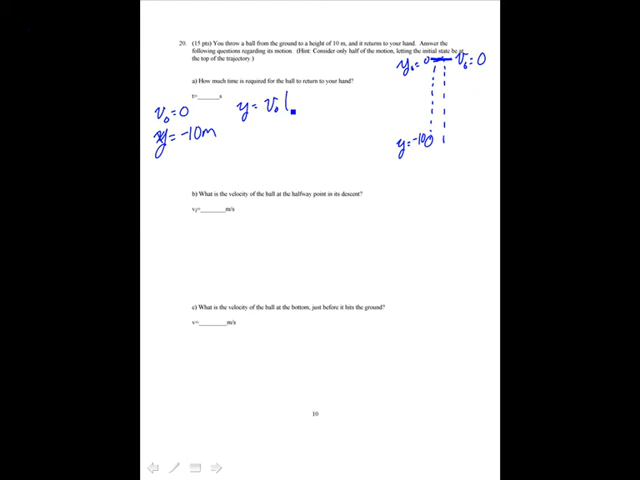 20. (15 pts) You throw a ball from the ground to a height of 10 m, and it returns to your hand. Answer the
following questions regarding its motion. (Hint: Consider only half of the motion, letting the initial state be at
the top of the trajectory.)
y₀ = 0 v₀ = 0
a) How much time is required for the ball to return to your hand?
t=______s
v₀ = 0 y = v₀
y = -10m
y = -10
b) What is the velocity of the ball at the halfway point in its descent?
v₁=________m/s
c) What is the velocity of the ball at the bottom, just before it hits the ground?
v=________m/s
10